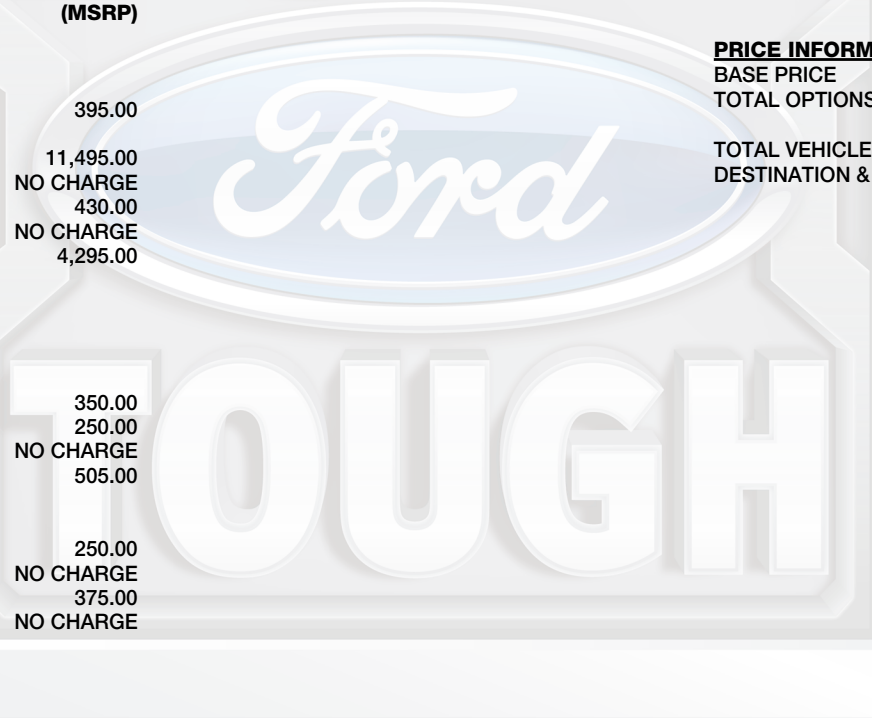 (MSRP)
395.00
11,495.00
NO CHARGE
430.00
NO CHARGE
4,295.00
350.00
250.00
NO CHARGE
505.00
250.00
NO CHARGE
375.00
NO CHARGE
PRICE INFORM
BASE PRICE
TOTAL OPTIONS
TOTAL VEHICLE
DESTINATION &
Ford
TOUGH